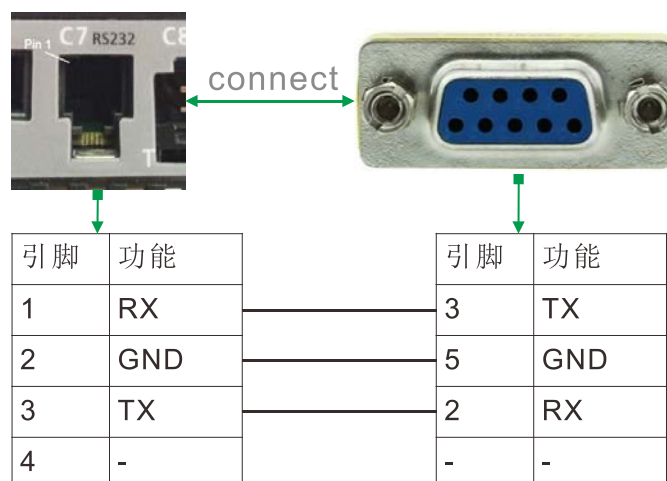 Pin 1 C7 RS232 C8
connect
T
引脚 功能 引脚 功能
1 RX 3 TX
2 GND 5 GND
3 TX 2 RX
4 - - -